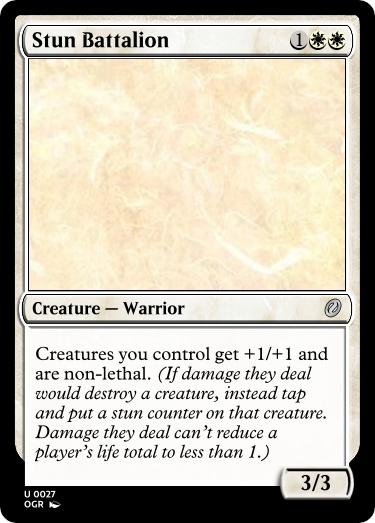 Stun Battalion 1
Creature — Warrior
Creatures you control get +1/+1 and
are non-lethal. (If damage they deal
would destroy a creature, instead tap
and put a stun counter on that creature.
Damage they deal can't reduce a
player's life total to less than 1.)
3/3
U 0027
OGR